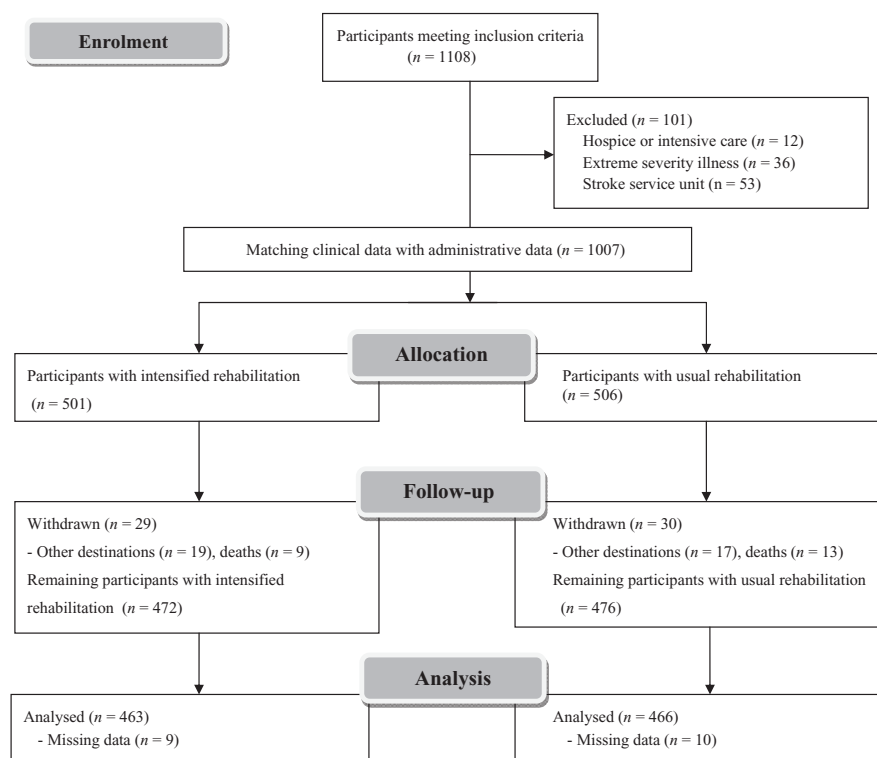 Enrolment
Participants meeting inclusion criteria
(n = 1108)
Excluded (n = 101)
Hospice or intensive care (n = 12)
Extreme severity illness (n = 36)
Stroke service unit (n = 53)
Matching clinical data with administrative data (n = 1007)
Allocation
Participants with intensified rehabilitation
(n = 501)
Participants with usual rehabilitation
(n = 506)
Follow-up
Withdrawn (n = 29)
- Other destinations (n = 19), deaths (n = 9)
Remaining participants with intensified
rehabilitation (n = 472)
Withdrawn (n = 30)
- Other destinations (n = 17), deaths (n = 13)
Remaining participants with usual rehabilitation
(n = 476)
Analysis
Analysed (n = 463)
- Missing data (n = 9)
Analysed (n = 466)
- Missing data (n = 10)